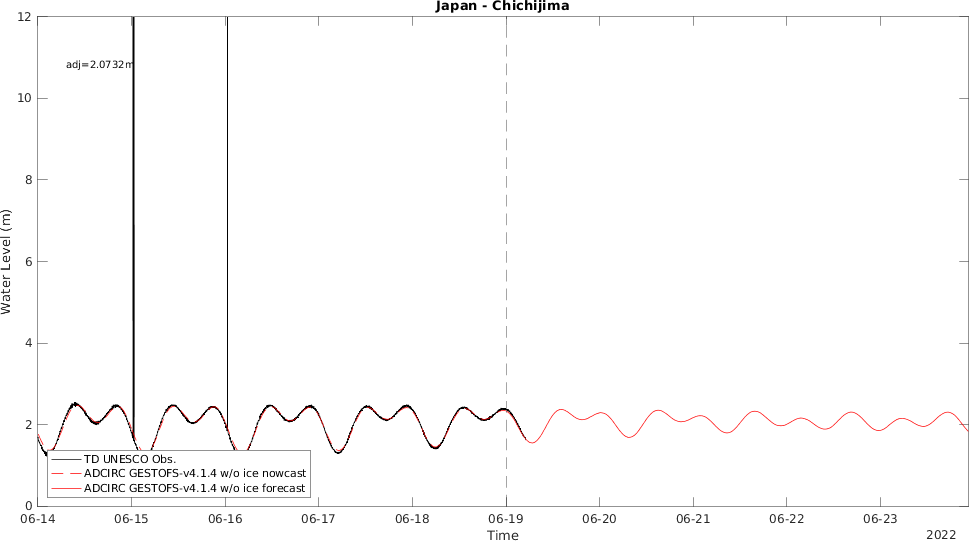 Japan - Chichijima
12
adj=2.0732m
10
8
6
4
2
0
Water Level (m)
TD UNESCO Obs.
ADCIRC GESTOFS-v4.1.4 w/o ice nowcast
ADCIRC GESTOFS-v4.1.4 w/o ice forecast
06-14 06-15 06-16 06-17 06-18 06-19 06-20 06-21 06-22 06-23
Time
2022